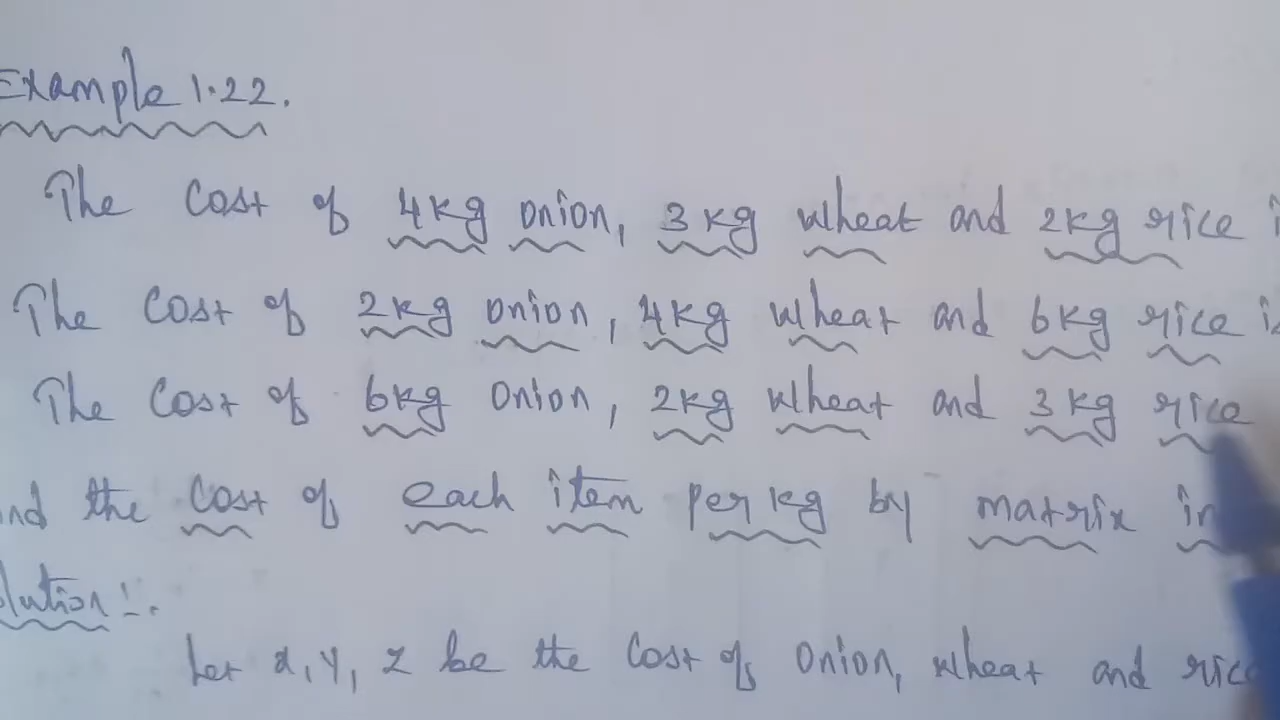 Example 1.22.
The cost of 4kg onion, 3kg wheat and 2kg rice
The cost of 2kg onion, 4kg wheat and 6kg rice
The cost of 6kg onion, 2kg wheat and 3kg rice
the cost of each item per kg by matrix
Let x, y, z be the cost of onion, wheat and